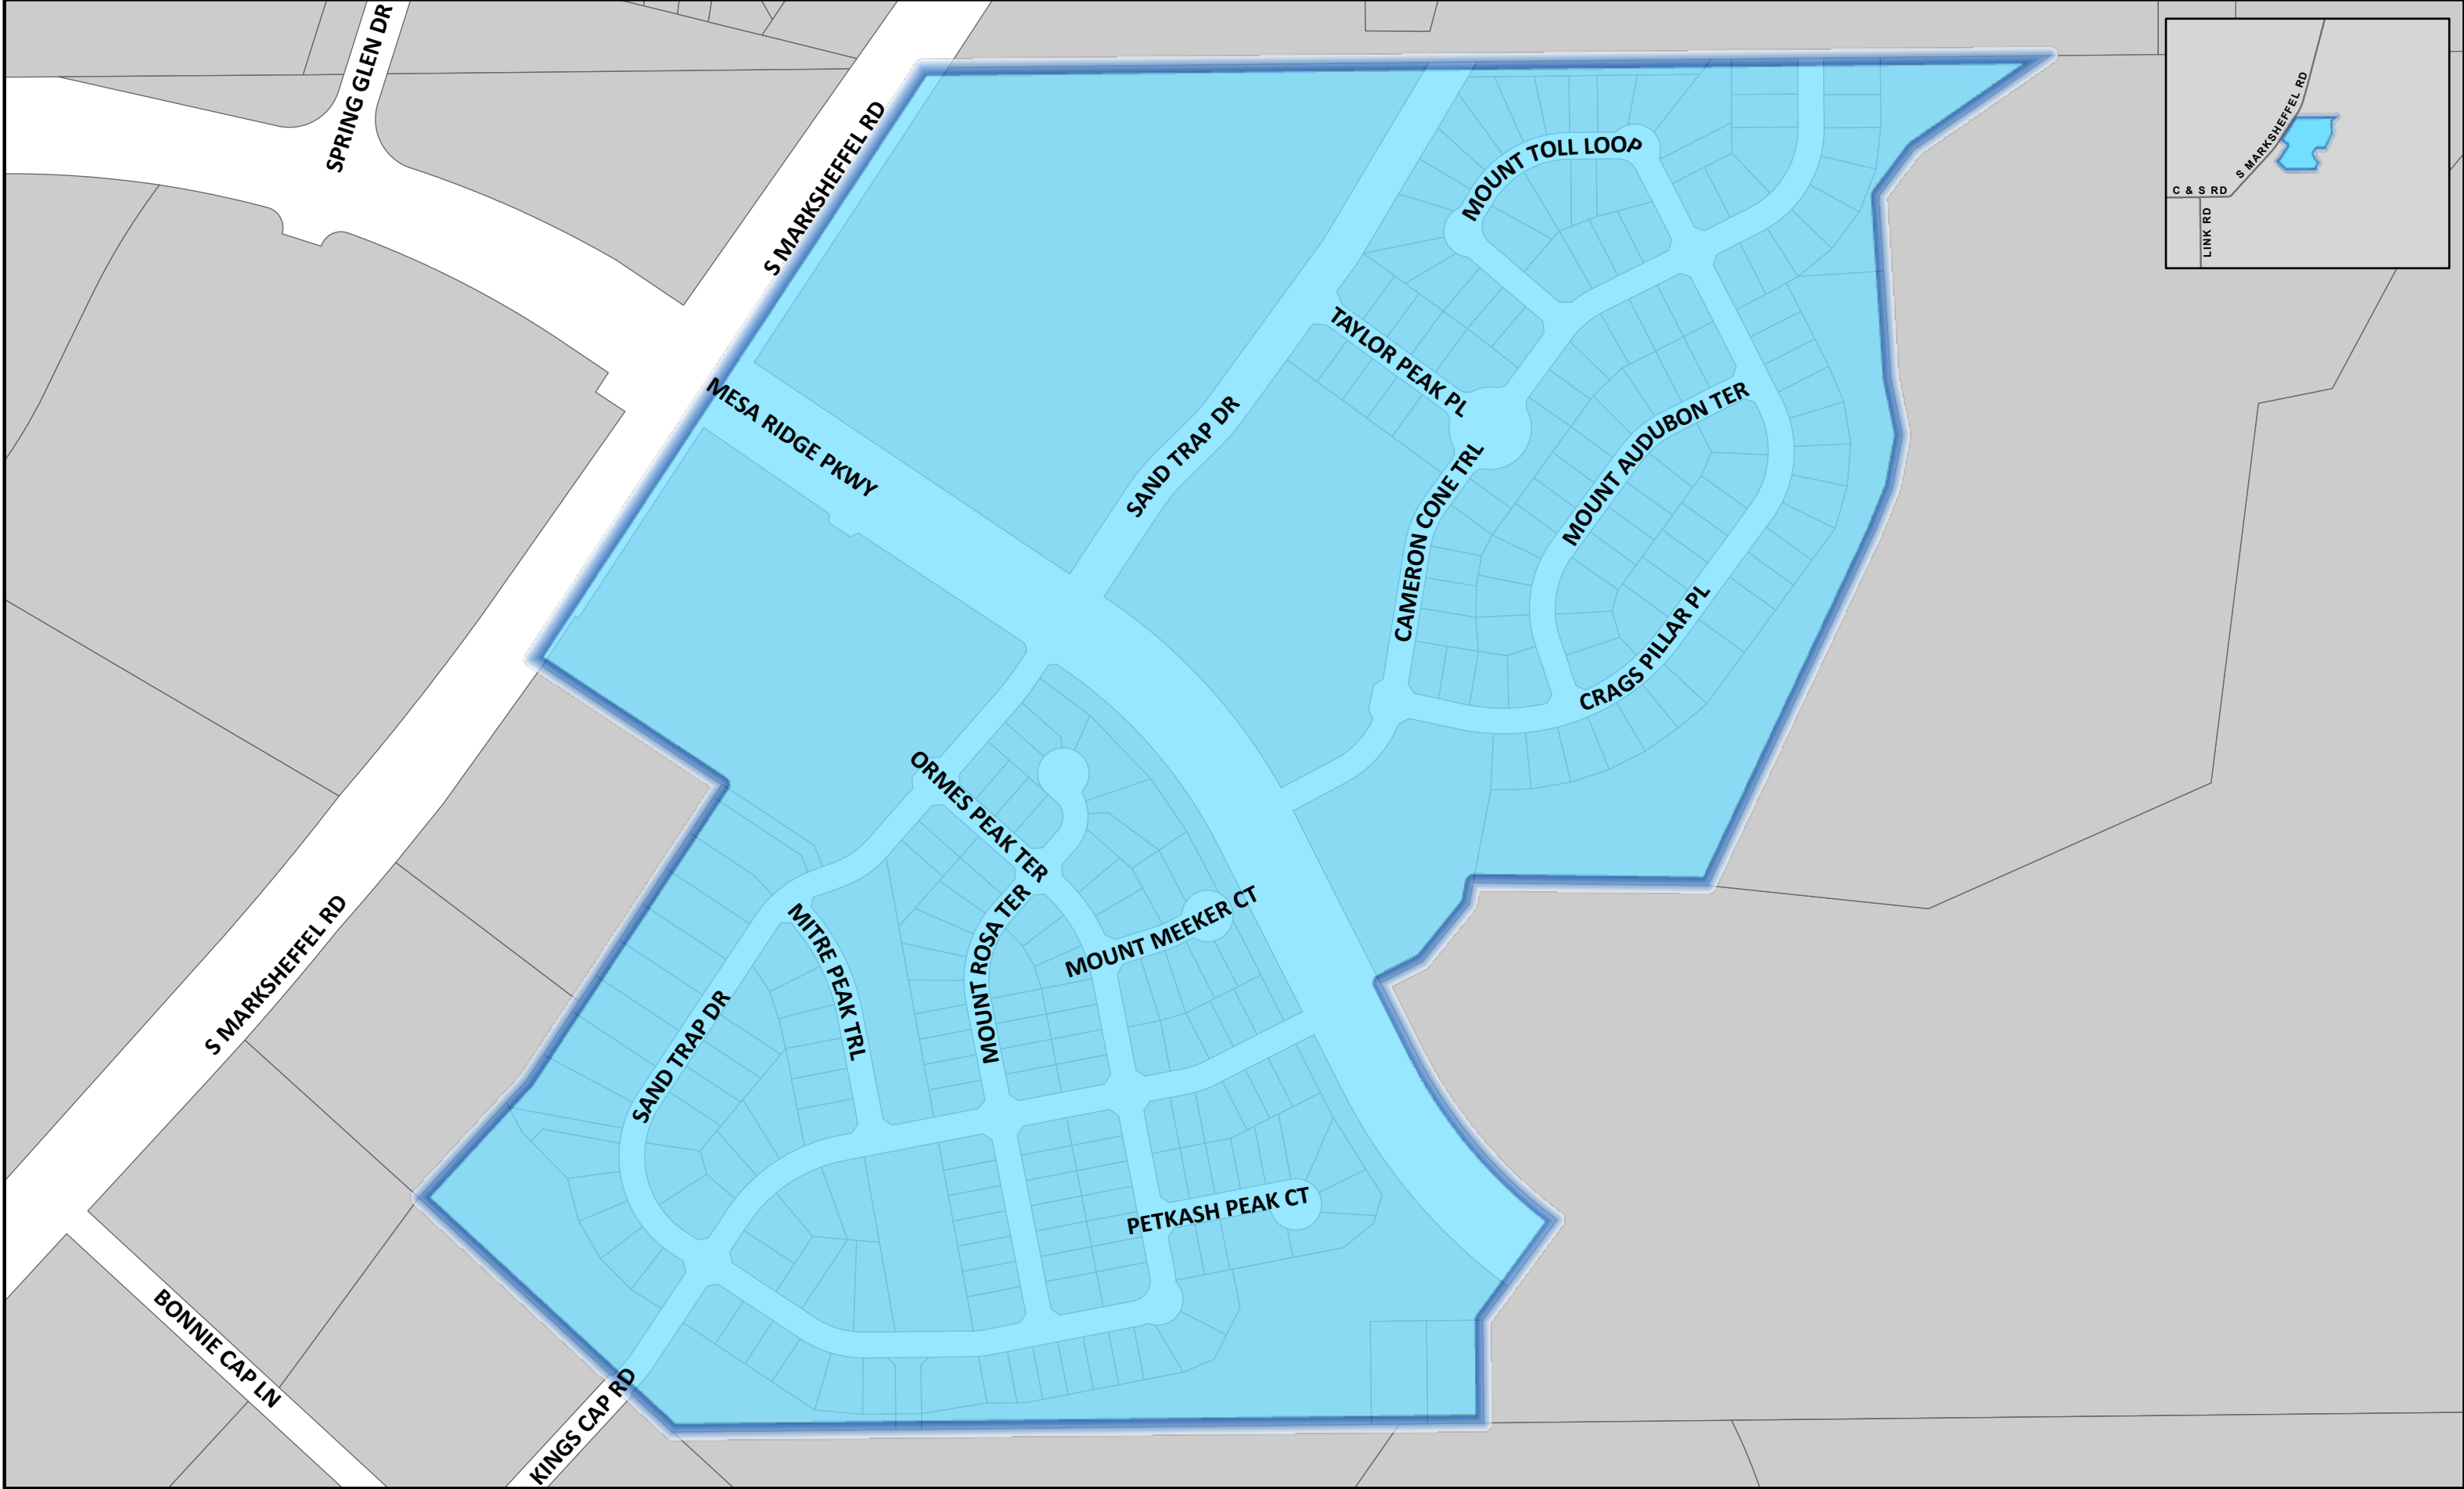 SPRING GLEN DR
S MARKSHEFFEL RD
S MARKSHEFFEL RD
C & S RD
LINK RD
MOUNT TOLL LOOP
TAYLOR PEAK PL
MESA RIDGE PKWY
SAND TRAP DR
MOUNT AUDUBON TER
CAMERON CONE TRL
CRAGS PILLAR PL
ORMES PEAK TER
MOUNT ROSA TER
MOUNT MEEKER CT
MITRE PEAK TRL
SAND TRAP DR
S MARKSHEFFEL RD
PETKASH PEAK CT
BONNIE CAP LN
KINGS CAP RD